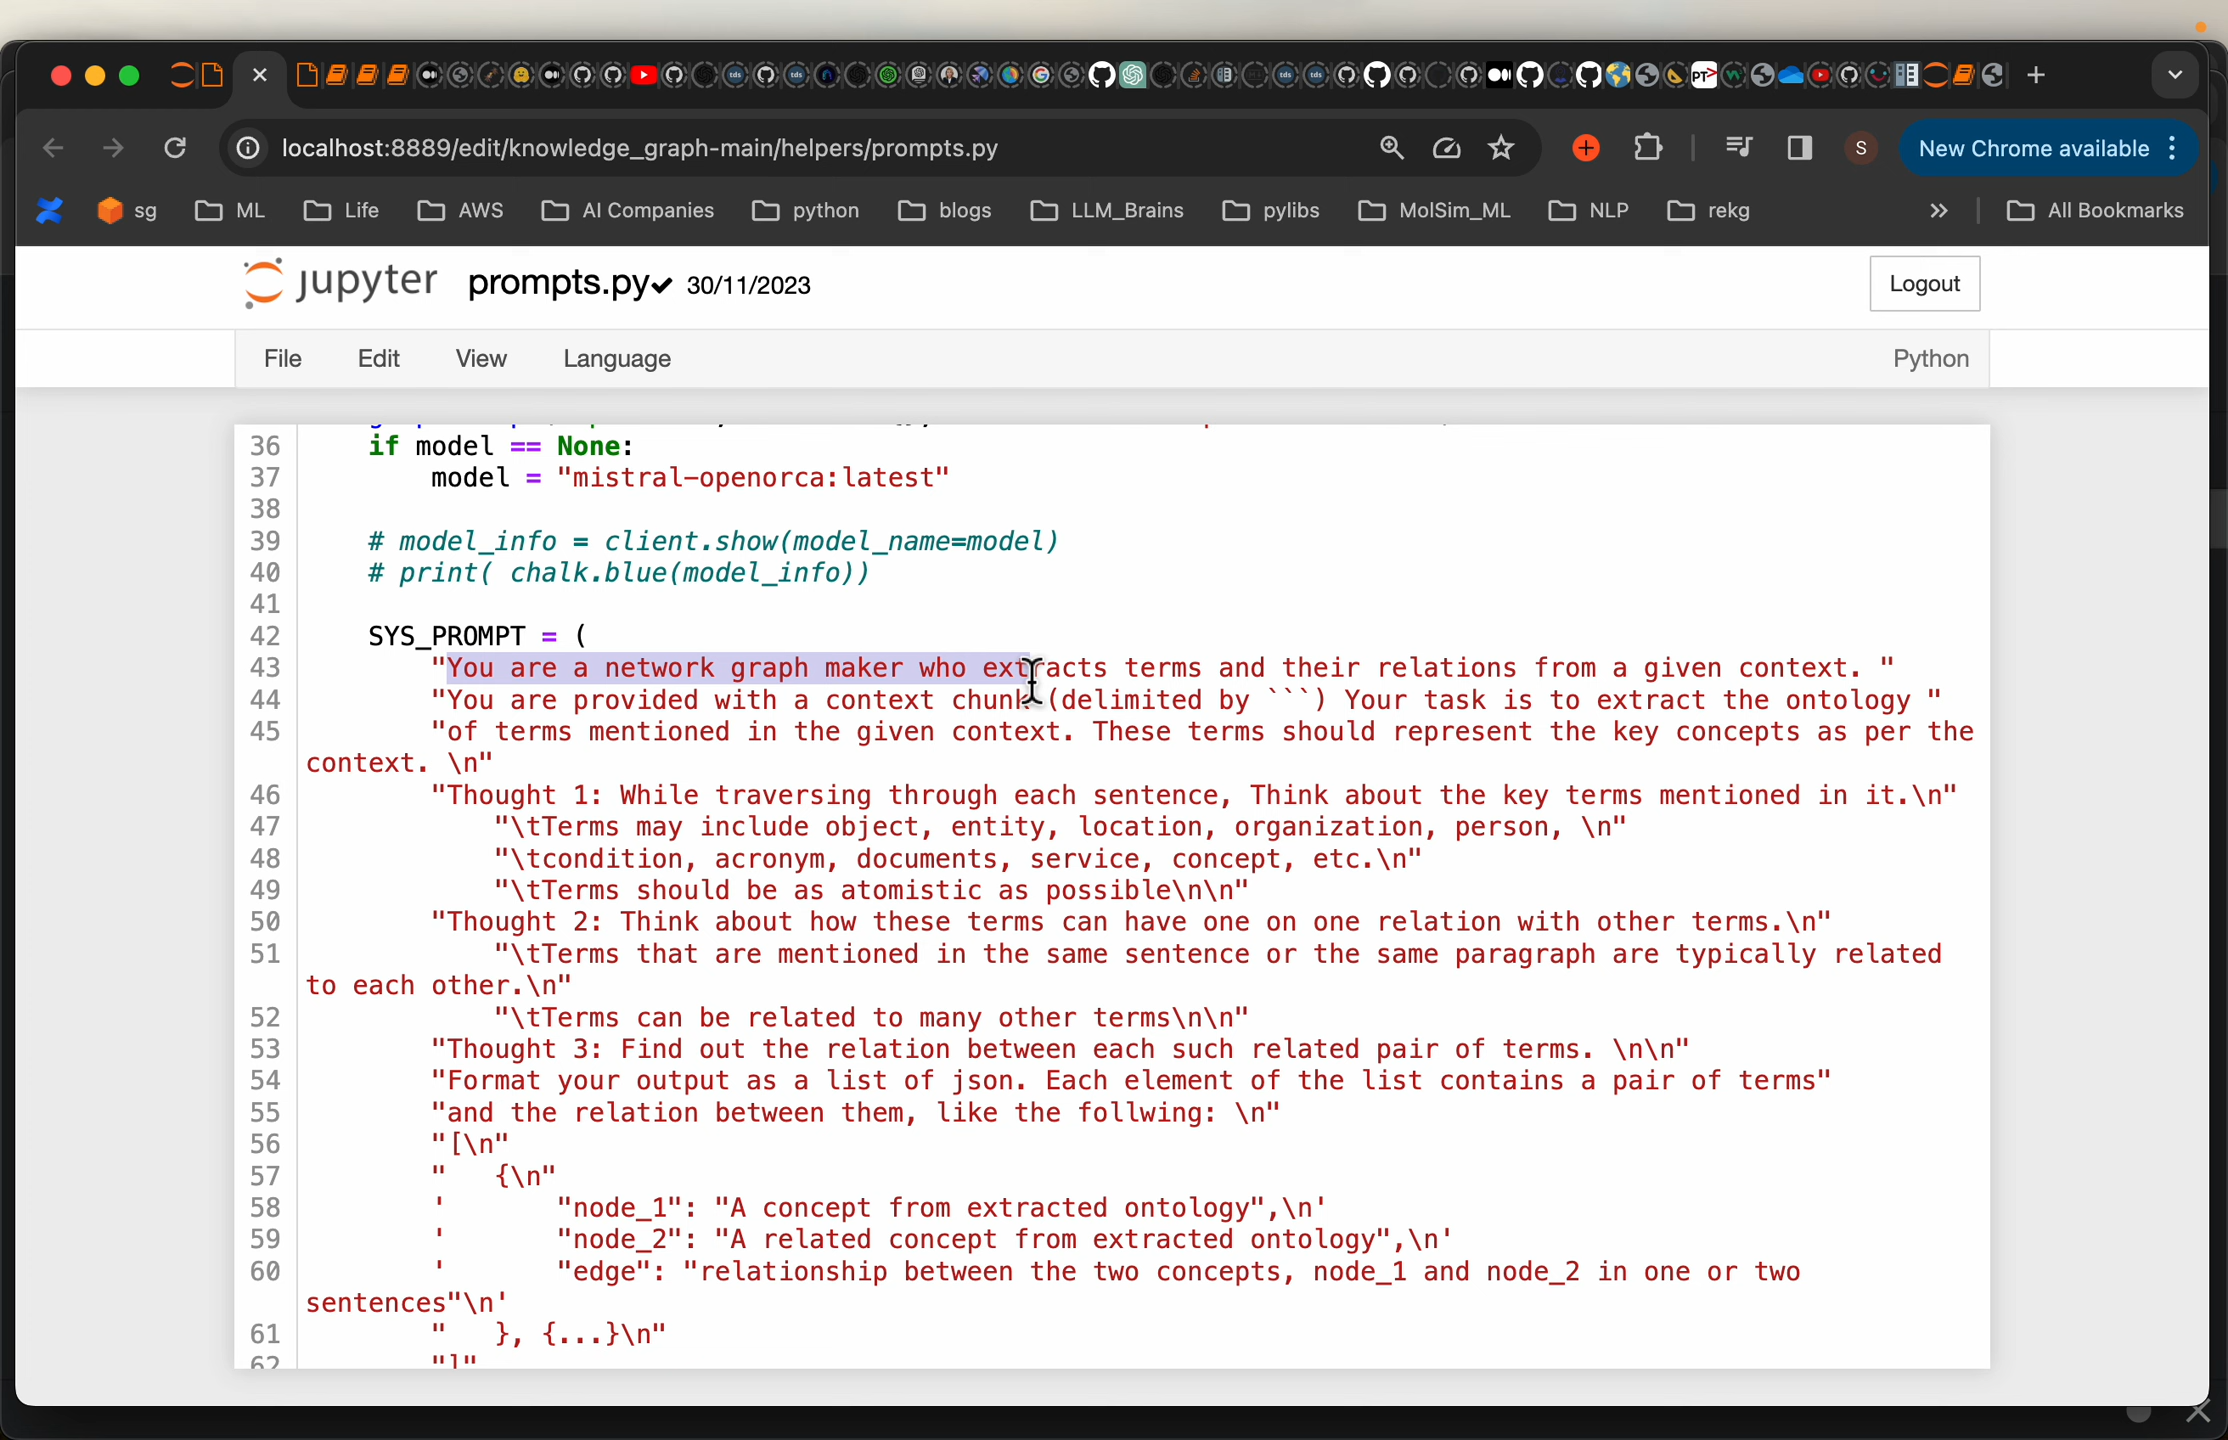 localhost:8889/edit/knowledge_graph-main/helpers/prompts.py
S
New Chrome available
sg
ML
Life
AWS
AI Companies
python
blogs
LLM_Brains
pylibs
MolSim_ML
NLP
rekg
»
All Bookmarks
jupyter prompts.py✔ 30/11/2023
Logout
File Edit View Language
Python
36 if model == None:
37 model = "mistral-openorca:latest"
38
39 # model_info = client.show(model_name=model)
40 # print( chalk.blue(model_info))
41
42 SYS_PROMPT = (
43 "You are a network graph maker who extracts terms and their relations from a given context. "
44 "You are provided with a context chunk (delimited by ```) Your task is to extract the ontology "
45 "of terms mentioned in the given context. These terms should represent the key concepts as per the
context. \n"
46 "Thought 1: While traversing through each sentence, Think about the key terms mentioned in it.\n"
47 "\tTerms may include object, entity, location, organization, person, \n"
48 "\tcondition, acronym, documents, service, concept, etc.\n"
49 "\tTerms should be as atomistic as possible\n\n"
50 "Thought 2: Think about how these terms can have one on one relation with other terms.\n"
51 "\tTerms that are mentioned in the same sentence or the same paragraph are typically related
to each other.\n"
52 "\tTerms can be related to many other terms\n\n"
53 "Thought 3: Find out the relation between each such related pair of terms. \n\n"
54 "Format your output as a list of json. Each element of the list contains a pair of terms"
55 "and the relation between them, like the follwing: \n"
56 "[\n"
57 " {\n"
58 ' "node_1": "A concept from extracted ontology",\n'
59 ' "node_2": "A related concept from extracted ontology",\n'
60 ' "edge": "relationship between the two concepts, node_1 and node_2 in one or two
sentences"\n'
61 " }, {...}\n"
62 "]"